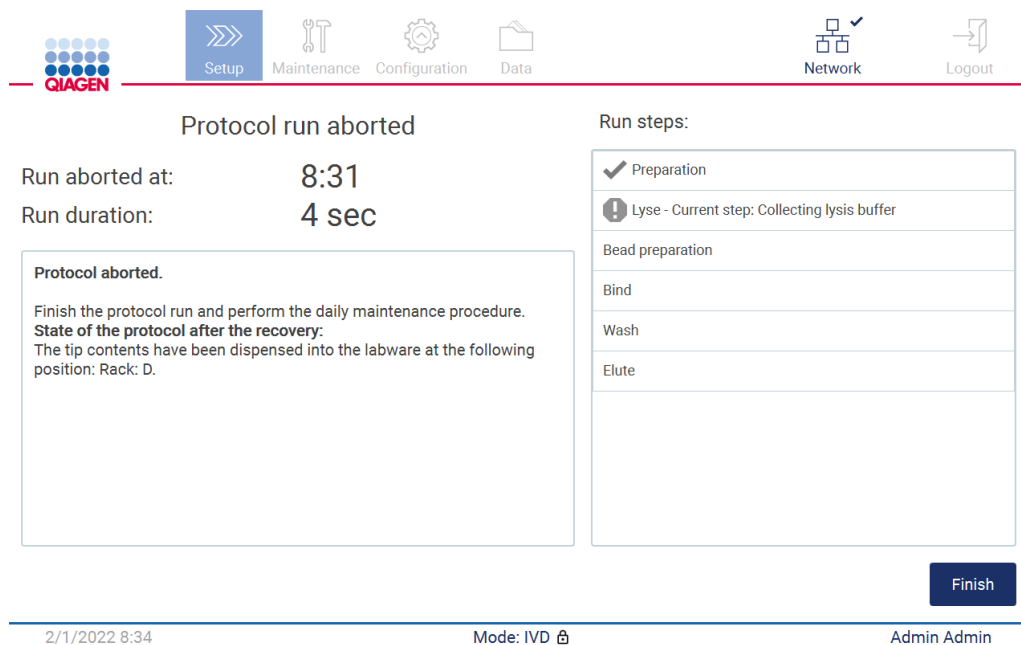 QIAGEN
Setup
Maintenance
Configuration
Data
Network
Logout
Protocol run aborted
Run aborted at: 8:31
Run duration: 4 sec
Protocol aborted.
Finish the protocol run and perform the daily maintenance procedure.
State of the protocol after the recovery:
The tip contents have been dispensed into the labware at the following
position: Rack: D.
Run steps:
Preparation
Lyse - Current step: Collecting lysis buffer
Bead preparation
Bind
Wash
Elute
Finish
2/1/2022 8:34
Mode: IVD
Admin Admin